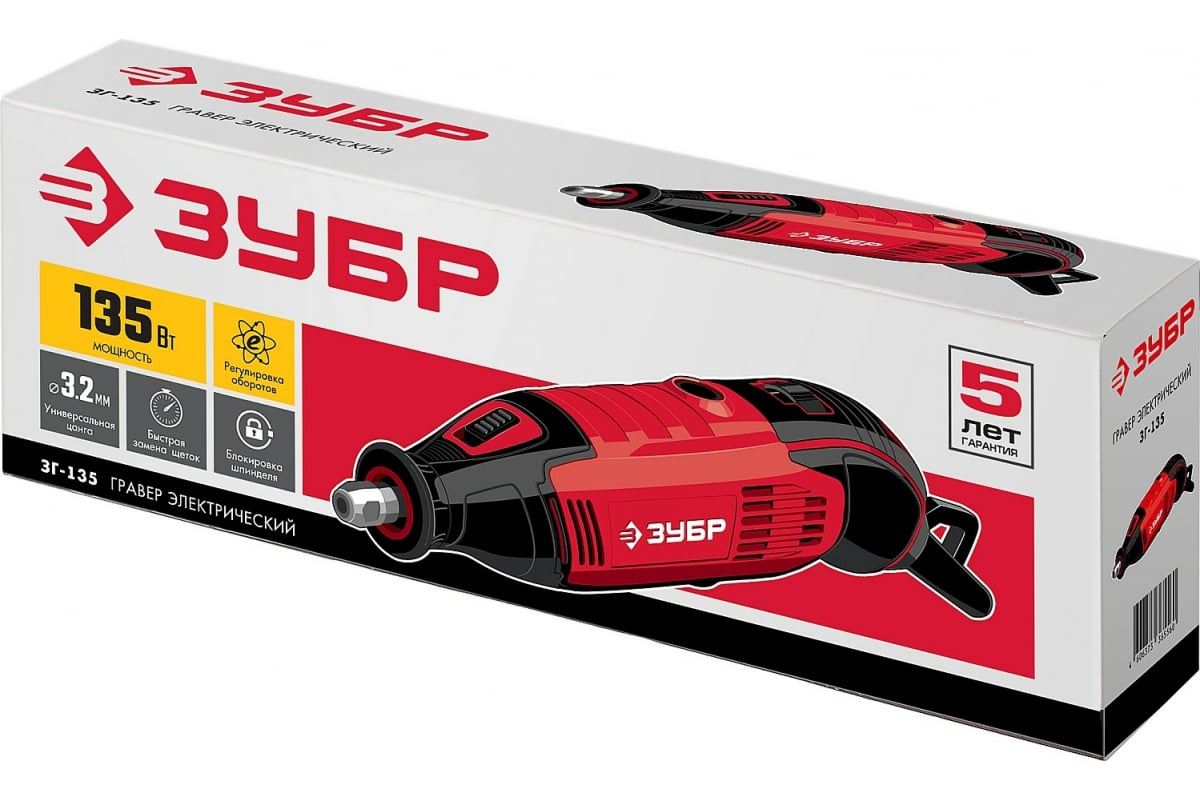 ЗУБР
ЗГ-135 ГРАВЕР ЭЛЕКТРИЧЕСКИЙ
ЗУБР
ЗУБР
135 Вт
МОЩНОСТЬ
Регулировка
оборотов
⌀ 3.2 мм
Универсальная
цанга
Быстрая
замена щеток
Блокировка
шпинделя
ЗГ-135 ГРАВЕР ЭЛЕКТРИЧЕСКИЙ
ЗУБР
5
лет
ГАРАНТИЯ
ЗУБР
ГРАВЕР ЭЛЕКТРИЧЕСКИЙ
ЗГ-135